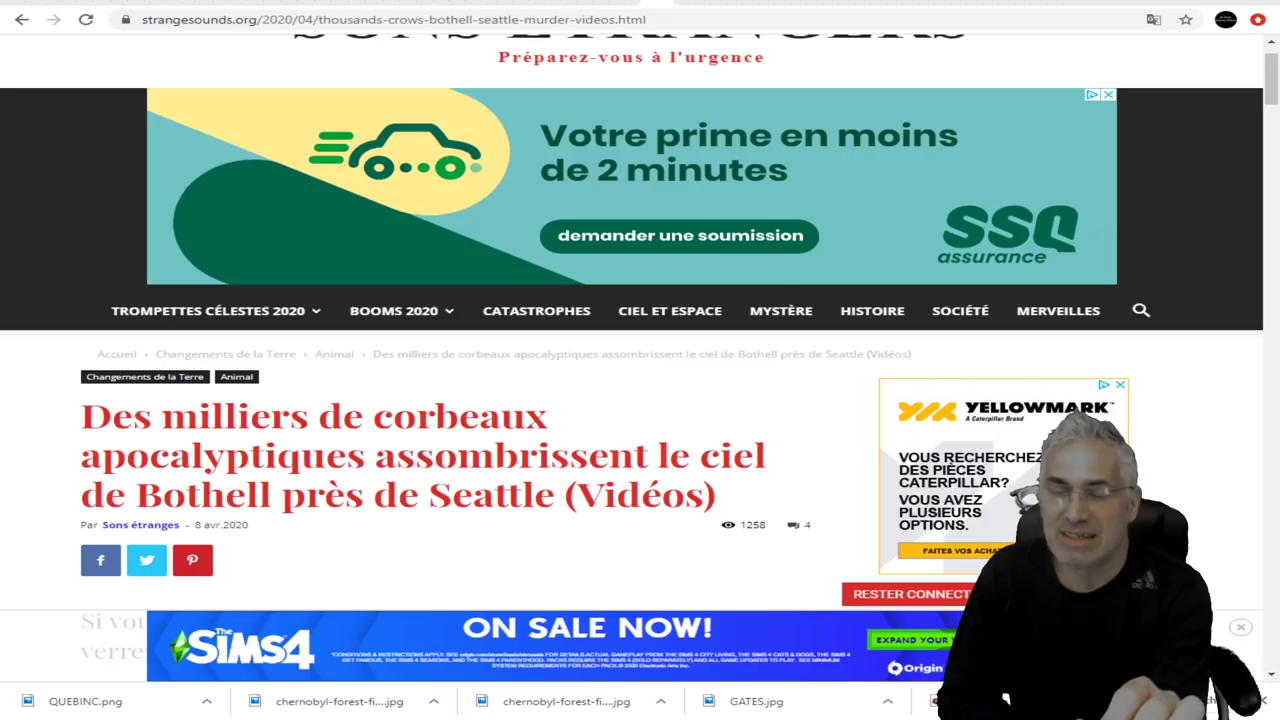 strangesounds.org/2020/04/thousands-crows-bothell-seattle-murder-videos.html
Préparez-vous à l'urgence
Votre prime en moins
de 2 minutes
demander une soumission
SSQ
assurance
TROMPETTES CÉLESTES 2020
BOOMS 2020
CATASTROPHES
CIEL ET ESPACE
MYSTÈRE
HISTOIRE
SOCIÉTÉ
MERVEILLES
Accueil › Changements de la Terre › Animal › Des milliers de corbeaux apocalyptiques assombrissent le ciel de Bothell près de Seattle (Vidéos)
Changements de la Terre
Animal
Des milliers de corbeaux
apocalyptiques assombrissent le ciel
de Bothell près de Seattle (Vidéos)
Par Sons étranges - 8 avr.2020
1258
4
YELLOWMARK™
A Caterpillar Brand
VOUS RECHERCHEZ
DES PIÈCES
CATERPILLAR?
VOUS AVEZ
PLUSIEURS
OPTIONS.
FAITES VOS
RESTER
Si
The
SIMS4
ON SALE NOW!
EXPAND YOUR
Origin
QUEBINC.png
chernobyl-forest-fi....jpg
chernobyl-forest-fi....jpg
GATES.jpg
adidas